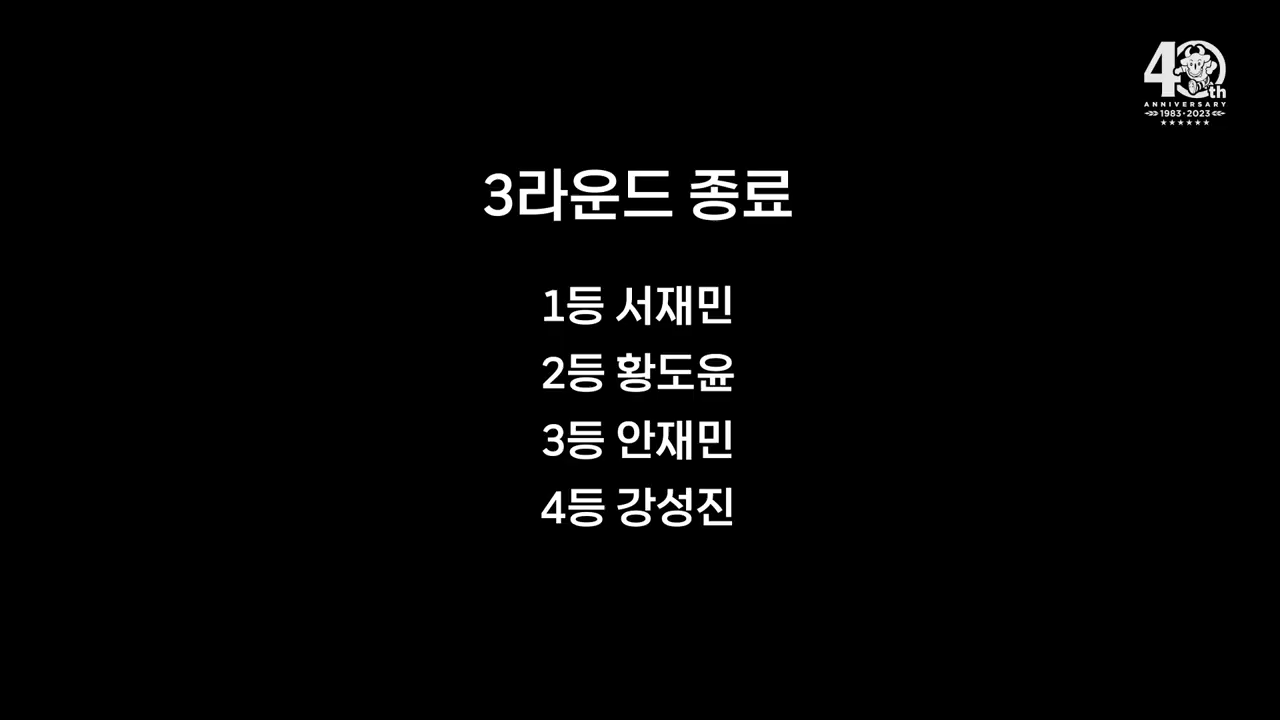 40th
ANNIVERSARY
1983·2023
3라운드 종료
1등 서재민
2등 황도윤
3등 안재민
4등 강성진